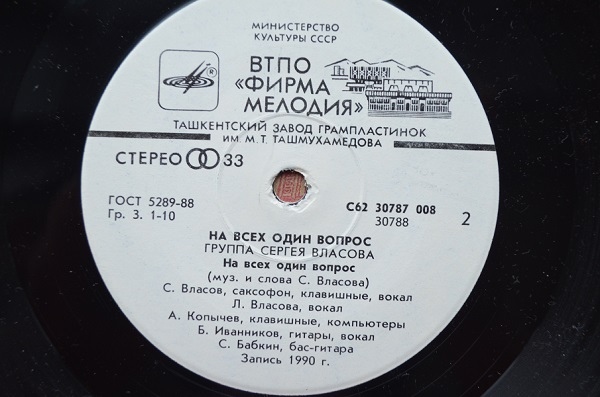 МИНИСТЕРСТВО
КУЛЬТУРЫ СССР
ВТПО
«ФИРМА
МЕЛОДИЯ»
ТАШКЕНТСКИЙ ЗАВОД ГРАМПЛАСТИНОК
им. М. Т. ТАШМУХАМЕДОВА
СТЕРЕО 33
ГОСТ 5289-88
Гр. 3. 1-10
С62 30787 008
30788
2
НА ВСЕХ ОДИН ВОПРОС
ГРУППА СЕРГЕЯ ВЛАСОВА
На всех один вопрос
(муз. и слова С. Власова)
С. Власов, саксофон, клавишные, вокал
Л. Власова, вокал
А. Копычев, клавишные, компьютеры
Б. Иванников, гитары, вокал
С. Бабкин, бас-гитара
Запись 1990 г.